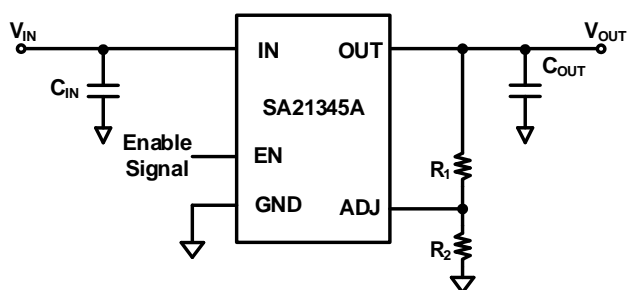 VIN
VOUT
CIN
IN
OUT
COUT
SA21345A
Enable
Signal
EN
R1
GND
ADJ
R2